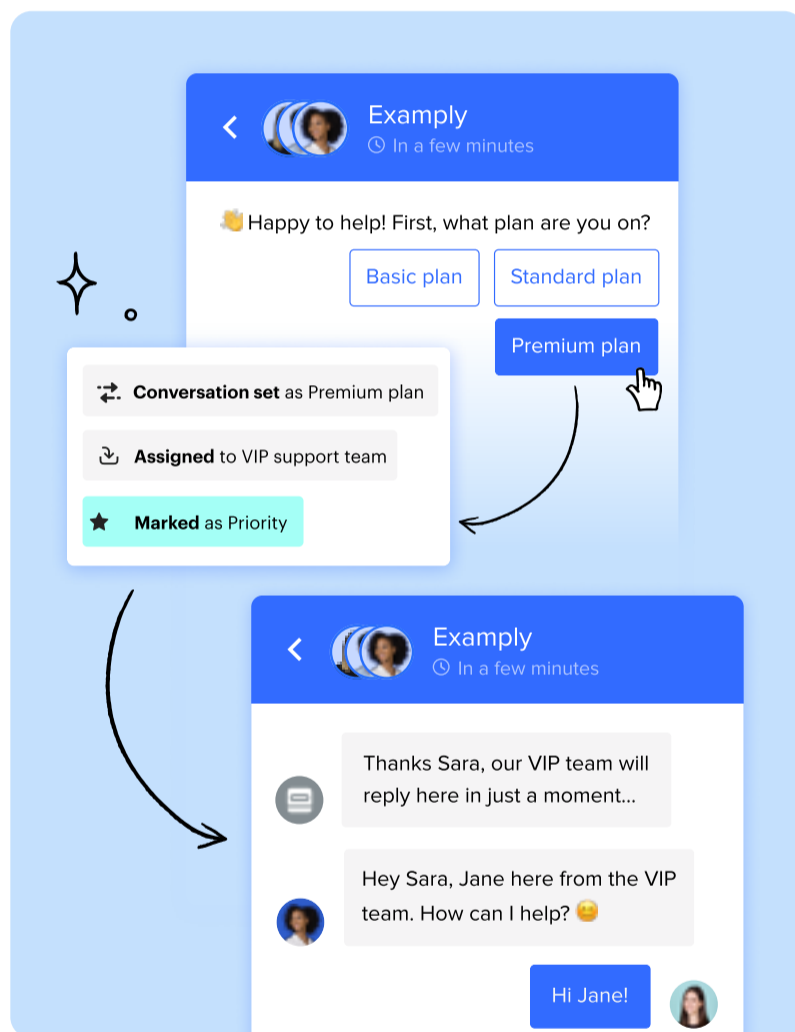 Examply
In a few minutes
👋 Happy to help! First, what plan are you on?
Basic plan
Standard plan
Premium plan
Conversation set as Premium plan
Assigned to VIP support team
Marked as Priority
Examply
In a few minutes
Thanks Sara, our VIP team will
reply here in just a moment...
Hey Sara, Jane here from the VIP
team. How can I help? 😊
Hi Jane!